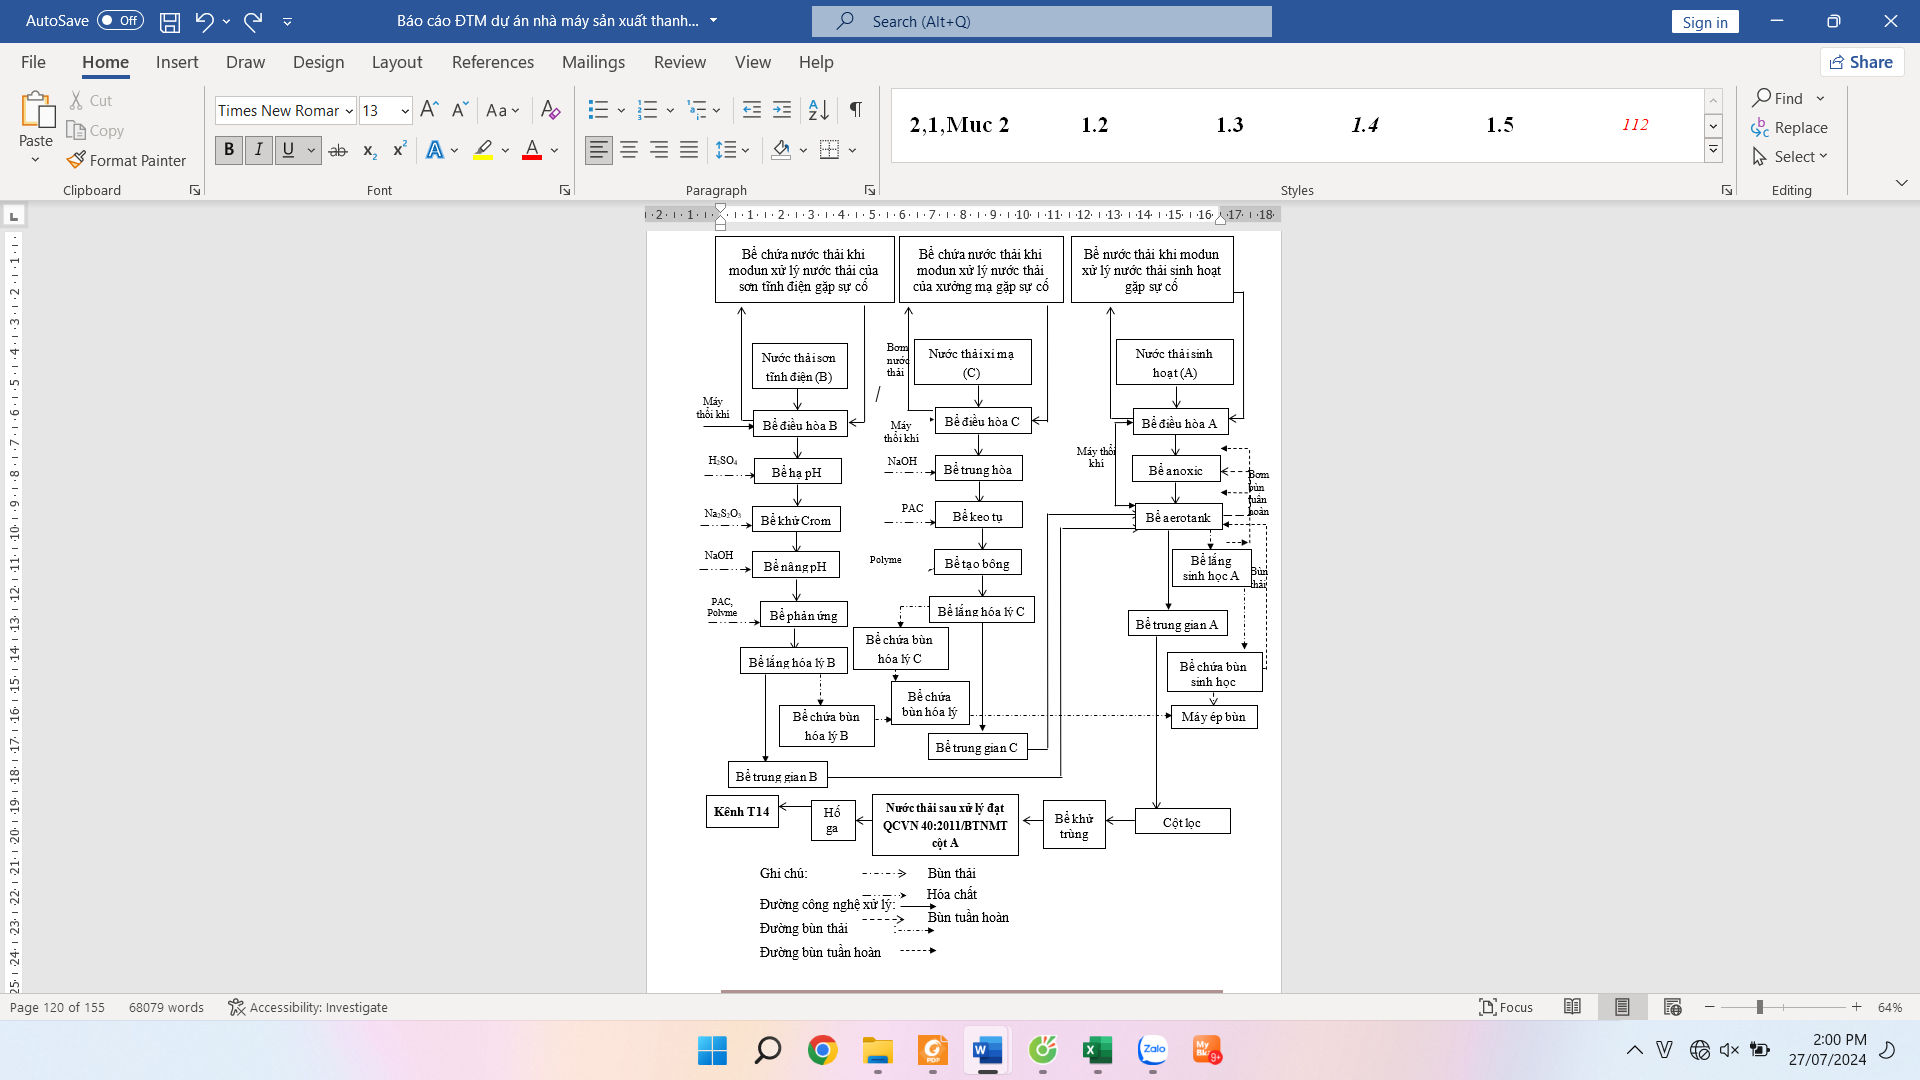 AutoSave Off
Báo cáo ĐTM dự án nhà máy sản xuất thanh...
Search (Alt+Q)
Sign in
File Home Insert Draw Design Layout References Mailings Review View Help
Share
Paste
Cut
Copy
Format Painter
Clipboard
Times New Romar 13
Font
Paragraph
2,1,Muc 2
1.2
1.3
1.4
1.5
112
Styles
Find
Replace
Select
Editing
Bể chứa nước thải khi
modun xử lý nước thải của
sơn tĩnh điện gặp sự cố
Bể chứa nước thải khi
modun xử lý nước thải
của xưởng mạ gặp sự cố
Bể nước thải khi modun
xử lý nước thải sinh hoạt
gặp sự cố
Nước thải sơn
tĩnh điện (B)
Bơm
nước
thải
Nước thải xi mạ
(C)
Nước thải sinh
hoạt (A)
/
Máy
thổi khí
Bể điều hòa B
Máy
thổi khí
Bể điều hòa C
Bể điều hòa A
H2SO4
Bể hạ pH
NaOH
Bể trung hòa
Máy thổi
khí
Bể anoxic
Bơm
bùn
tuần
hoàn
Na2S2O3
Bể khử Crom
PAC
Bể keo tụ
Bể aerotank
NaOH
Bể nâng pH
Polyme
Bể tạo bông
Bể lắng
sinh học A
Bùn
thải
PAC,
Polyme
Bể phản ứng
Bể lắng hóa lý C
Bể trung gian A
Bể lắng hóa lý B
Bể chứa bùn
hóa lý C
Bể chứa bùn
sinh học
Bể chứa bùn
hóa lý B
Bể chứa
bùn hóa lý
Máy ép bùn
Bể trung gian C
Bể trung gian B
Kênh T14
Hố
ga
Nước thải sau xử lý đạt
QCVN 40:2011/BTNMT
cột A
Bể khử
trùng
Cột lọc
Ghi chú:
Bùn thải
Hóa chất
Đường công nghệ xử lý:
Bùn tuần hoàn
Đường bùn thải :
Đường bùn tuần hoàn
Page 120 of 155 68079 words Accessibility: Investigate
Focus
64%
2:00 PM
27/07/2024